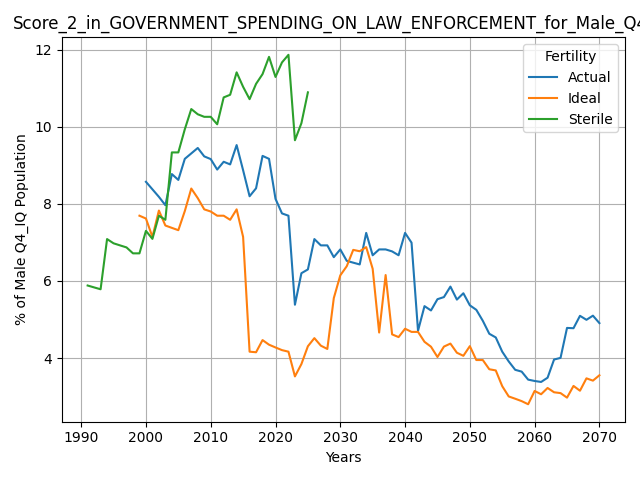 Score_2_in_GOVERNMENT_SPENDING_ON_LAW_ENFORCEMENT_for_Male_Q4
12
10
8
6
4
% of Male Q4_IQ Population
Fertility
Actual
Ideal
Sterile
1990 2000 2010 2020 2030 2040 2050 2060 2070
Years